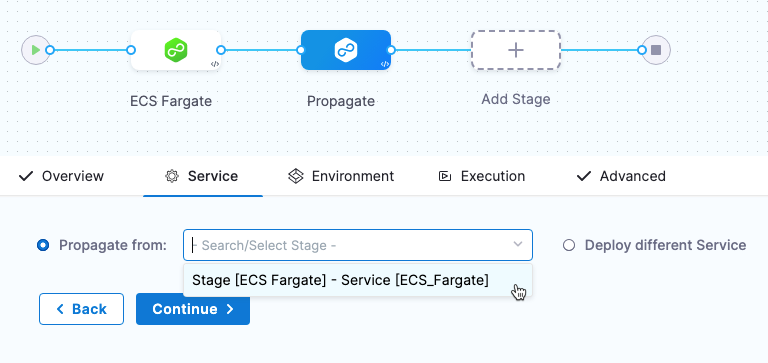 ECS Fargate
Propagate
Add Stage
Overview
Service
Environment
Execution
Advanced
Propagate from:
- Search/Select Stage -
Deploy different Service
Stage [ECS Fargate] - Service [ECS_Fargate]
Back
Continue